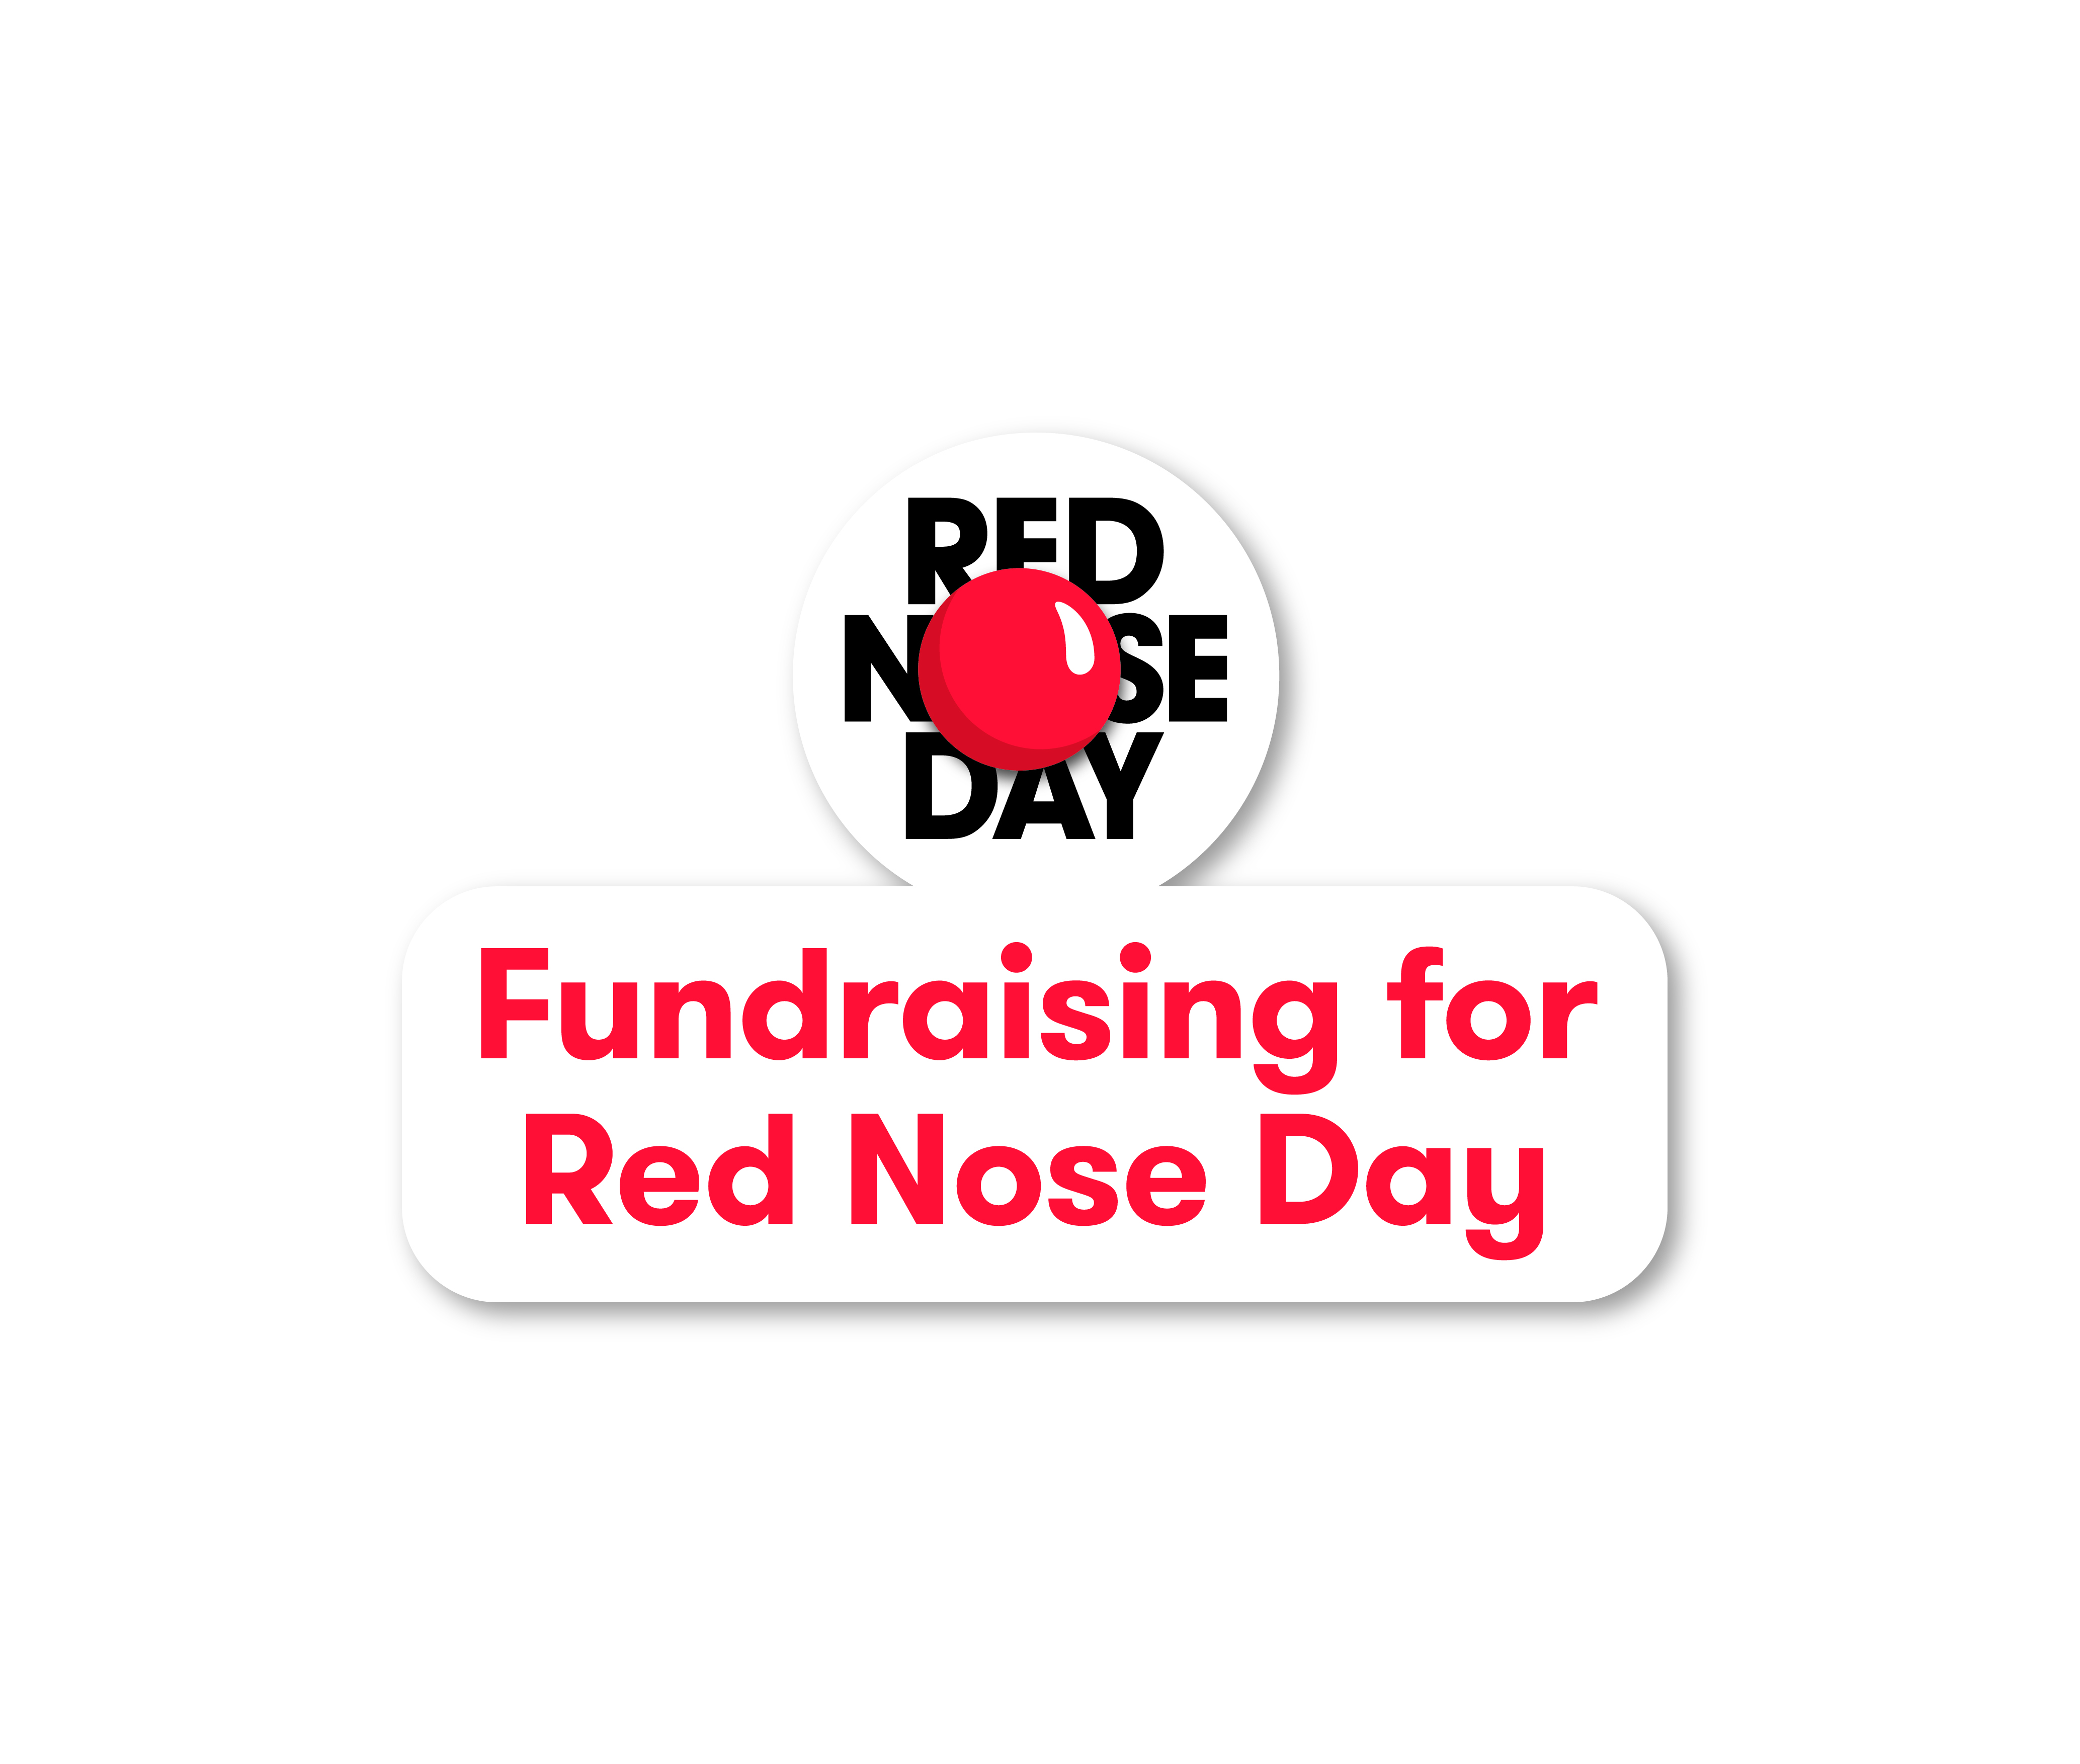 RED
NOSE
DAY
Fundraising for
Red Nose Day